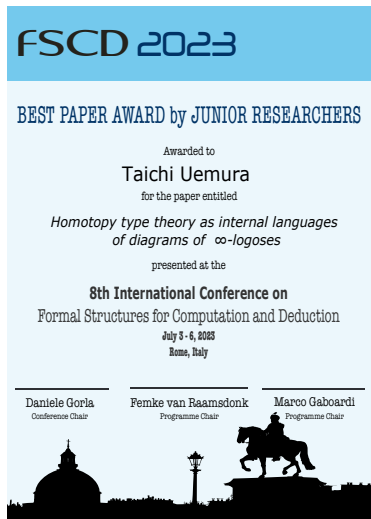 FSCD 2023
BEST PAPER AWARD by JUNIOR RESEARCHERS
Awarded to
Taichi Uemura
for the paper entitled
Homotopy type theory as internal languages
of diagrams of ∞-logoses
presented at the
8th International Conference on
Formal Structures for Computation and Deduction
July 3 - 6, 2023
Rome, Italy
Daniele Gorla
Conference Chair
Femke van Raamsdonk
Programme Chair
Marco Gaboardi
Programme Chair